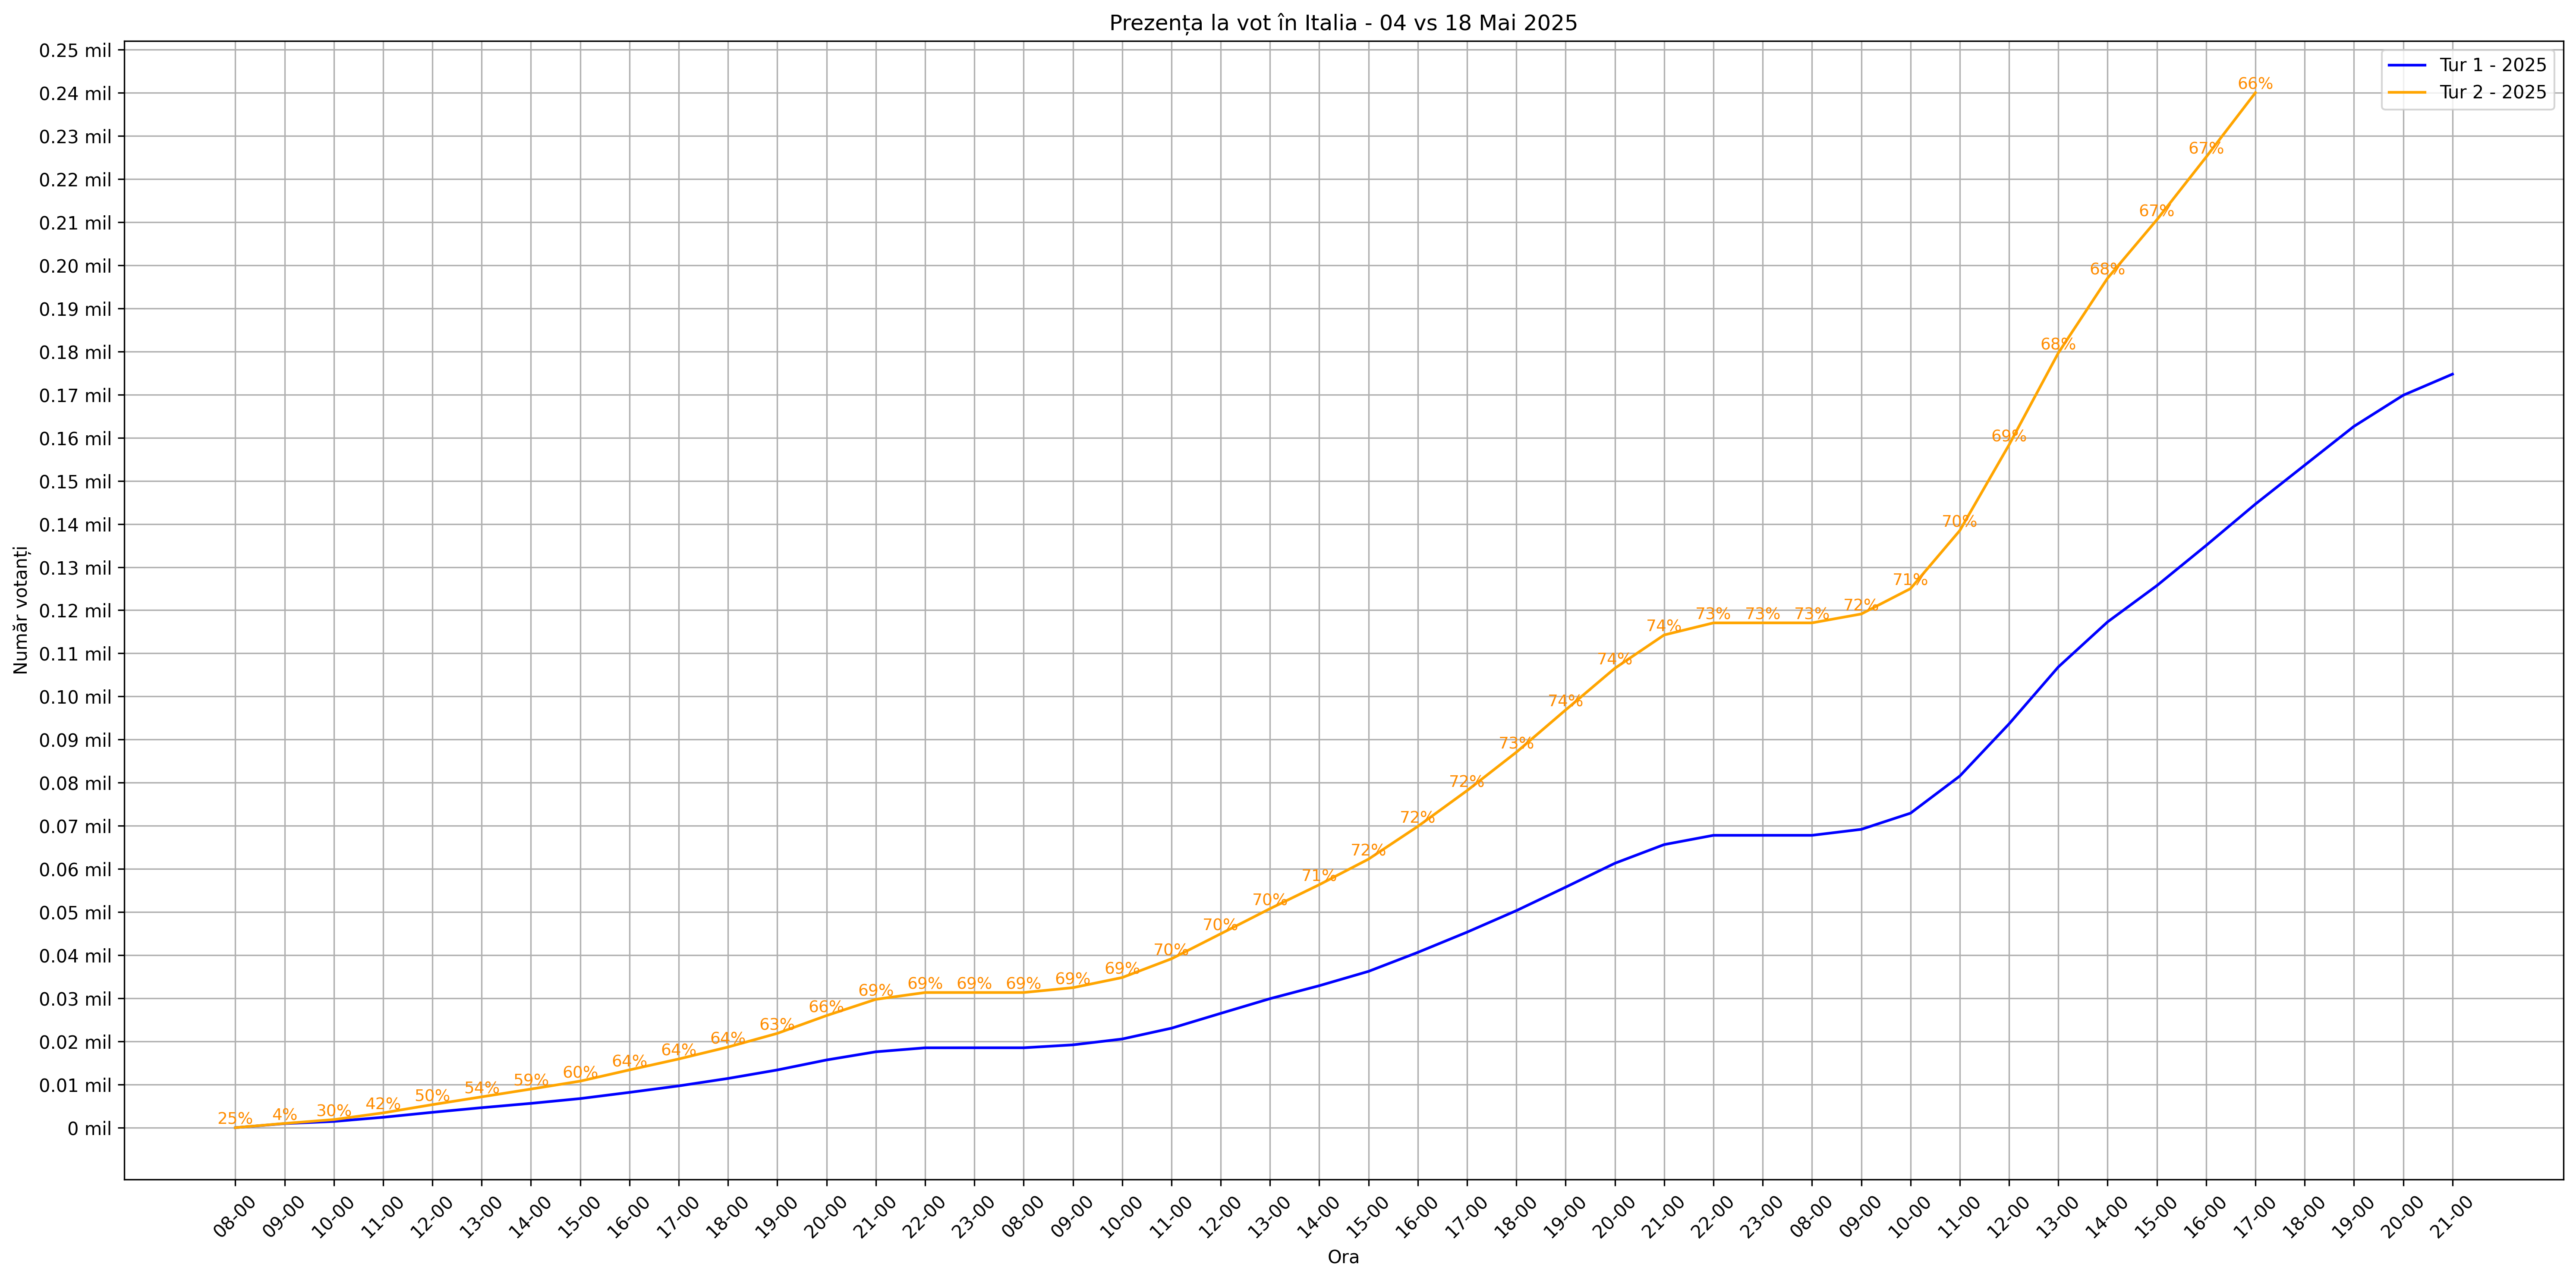 Prezența la vot în Italia - 04 vs 18 Mai 2025
Tur 1 - 2025
Tur 2 - 2025
Număr votanți
0.25 mil
0.24 mil
0.23 mil
0.22 mil
0.21 mil
0.20 mil
0.19 mil
0.18 mil
0.17 mil
0.16 mil
0.15 mil
0.14 mil
0.13 mil
0.12 mil
0.11 mil
0.10 mil
0.09 mil
0.08 mil
0.07 mil
0.06 mil
0.05 mil
0.04 mil
0.03 mil
0.02 mil
0.01 mil
0 mil
25% 4% 30% 42% 50% 54% 59% 60% 64% 64% 64% 63% 66% 69% 69% 69% 69% 69% 69% 70% 70% 70% 71% 72% 72% 72% 73% 74% 74% 74% 73% 73% 73% 72% 71% 70% 69% 68% 68% 67% 67% 66%
08-00 09-00 10-00 11-00 12-00 13-00 14-00 15-00 16-00 17-00 18-00 19-00 20-00 21-00 22-00 23-00 08-00 09-00 10-00 11-00 12-00 13-00 14-00 15-00 16-00 17-00 18-00 19-00 20-00 21-00 22-00 23-00 08-00 09-00 10-00 11-00 12-00 13-00 14-00 15-00 16-00 17-00 18-00 19-00 20-00 21-00
Ora